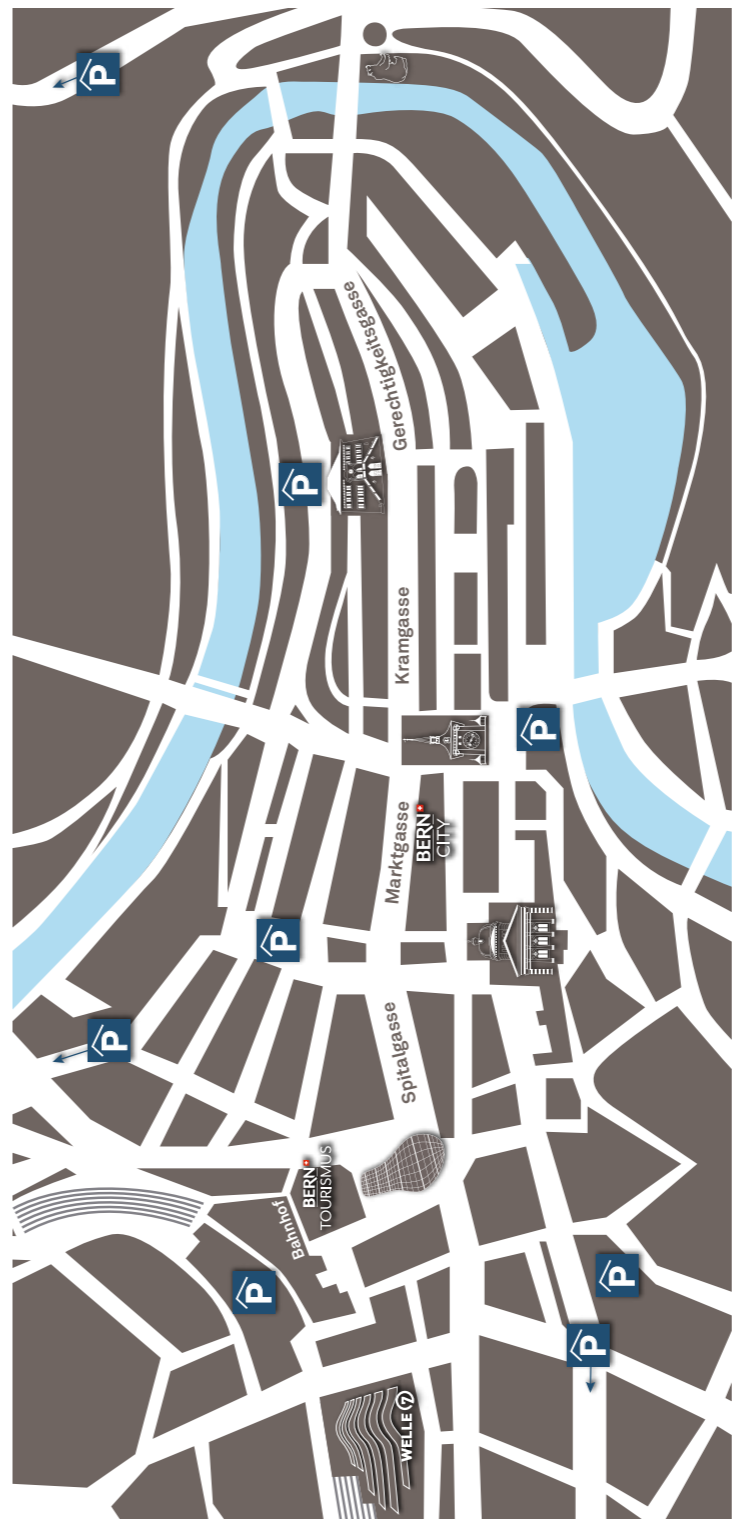 P
Gerechtigkeitsgasse
P
Kramgasse
P
Marktgasse
BERN
CITY
P
P
Spitalgasse
BERN
TOURISMUS
Bahnhof
P
P
P
WELLE 7